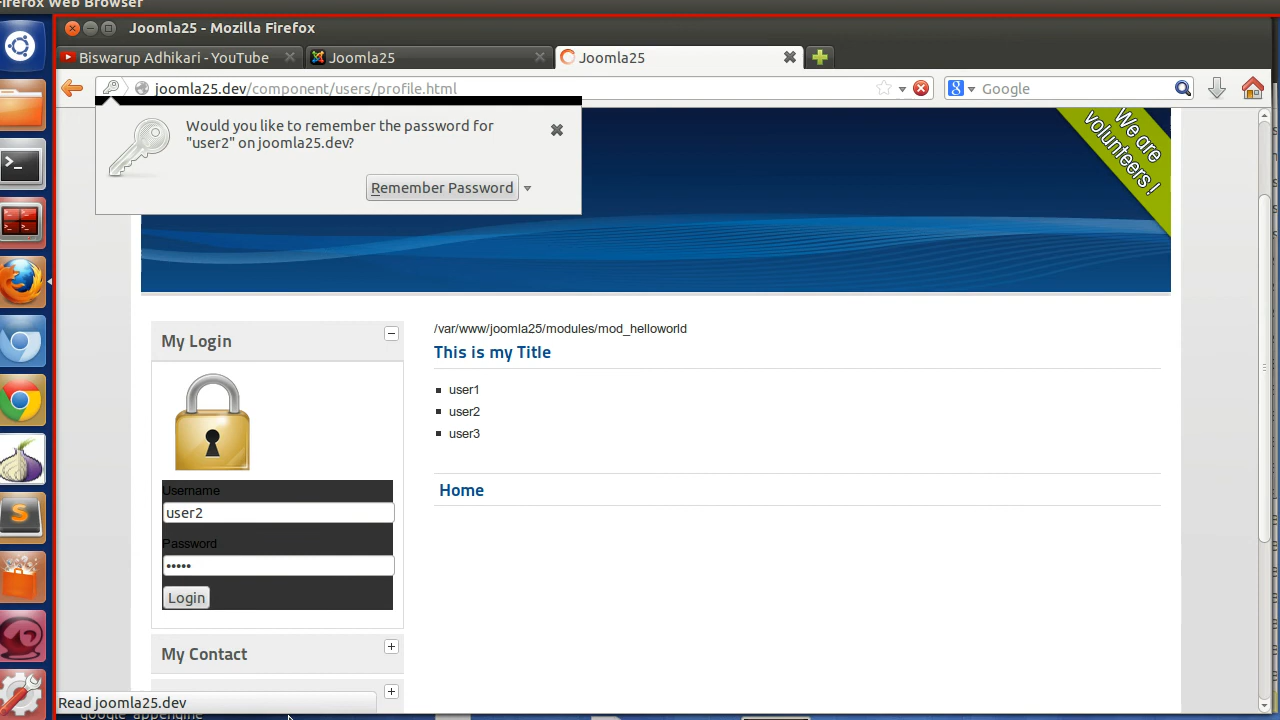 Firefox Web Browser
Joomla25 - Mozilla Firefox
Biswarup Adhikari - YouTube
Joomla25
Joomla25
joomla25.dev/component/users/profile.html
Google
Would you like to remember the password for
"user2" on joomla25.dev?
Remember Password
We are
volunteers!
My Login
Username
user2
Password
•••••
Login
My Contact
/var/www/joomla25/modules/mod_helloworld
This is my Title
user1
user2
user3
Home
Read joomla25.dev
google_appengine